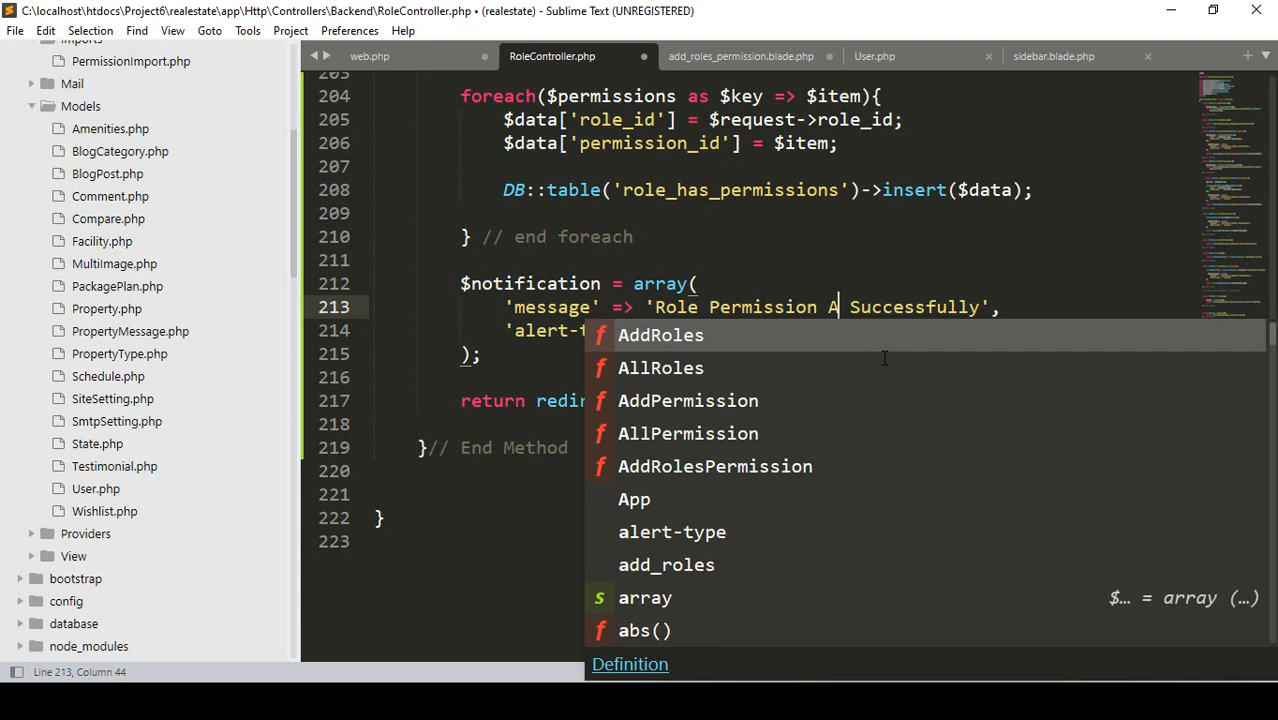 C:\localhost\htdocs\Project6\realestate\app\Http\Controllers\Backend\RoleController.php • (realestate) - Sublime Text (UNREGISTERED)
File Edit Selection Find View Goto Tools Project Preferences Help
web.php RoleController.php add_roles_permission.blade.php User.php sidebar.blade.php
Imports
PermissionImport.php
Mail
Models
Amenities.php
BlogCategory.php
BlogPost.php
Comment.php
Compare.php
Facility.php
MultiImage.php
PackagePlan.php
Property.php
PropertyMessage.php
PropertyType.php
Schedule.php
SiteSetting.php
SmtpSetting.php
State.php
Testimonial.php
User.php
Wishlist.php
Providers
View
bootstrap
config
database
node_modules
203
204 foreach($permissions as $key => $item){
205 $data['role_id'] = $request->role_id;
206 $data['permission_id'] = $item;
207
208 DB::table('role_has_permissions')->insert($data);
209
210 } // end foreach
211
212 $notification = array(
213 'message' => 'Role Permission A Successfully',
214 'alert-t
215 );
216
217 return redir
218
219 }// End Method
220
221
222 }
223
f AddRoles
f AllRoles
f AddPermission
f AllPermission
f AddRolesPermission
App
alert-type
add_roles
s array $… = array (…)
f abs()
Definition
Line 213, Column 44